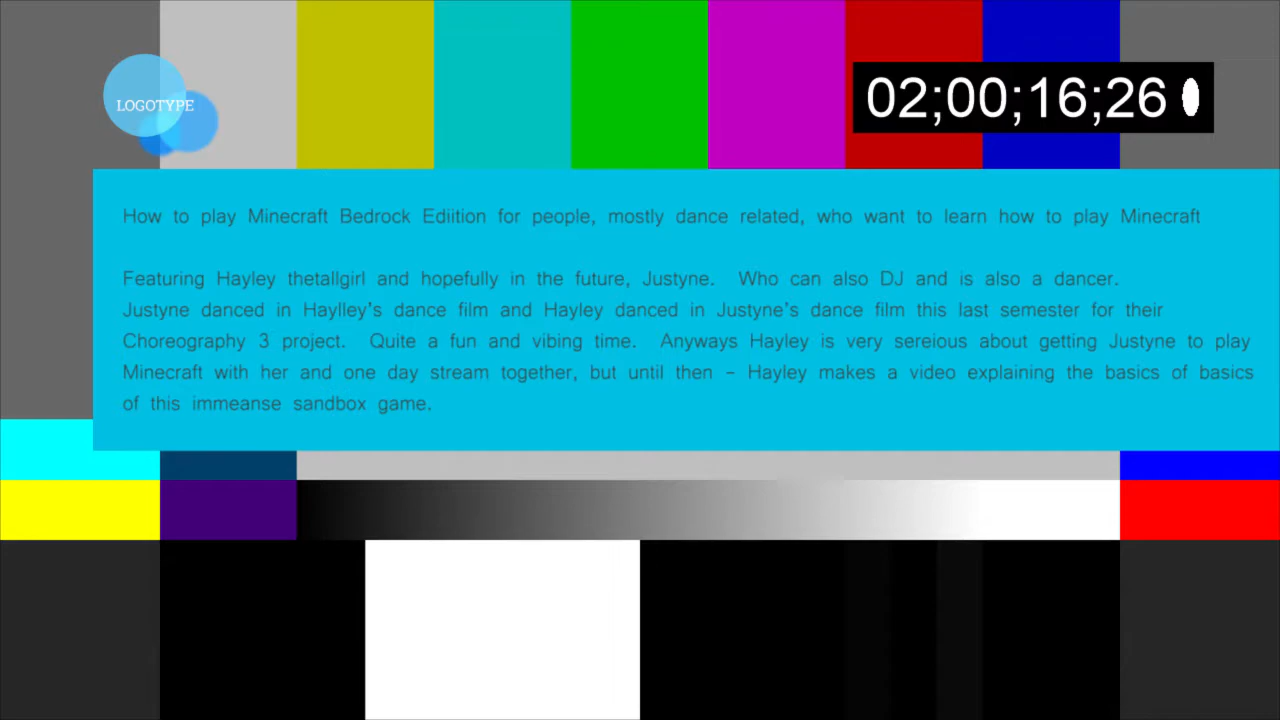 LOGOTYPE
02;00;16;26
How to play Minecraft Bedrock Ediition for people, mostly dance related, who want to learn how to play Minecraft
Featuring Hayley thetallgirl and hopefully in the future, Justyne. Who can also DJ and is also a dancer.
Justyne danced in Haylley's dance film and Hayley danced in Justyne's dance film this last semester for their
Choreography 3 project. Quite a fun and vibing time. Anyways Hayley is very sereious about getting Justyne to play
Minecraft with her and one day stream together, but until then - Hayley makes a video explaining the basics of basics
of this immeanse sandbox game.